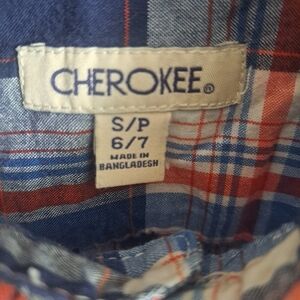 CHEROKEE®
S/P
6/7
MADE IN
BANGLADESH